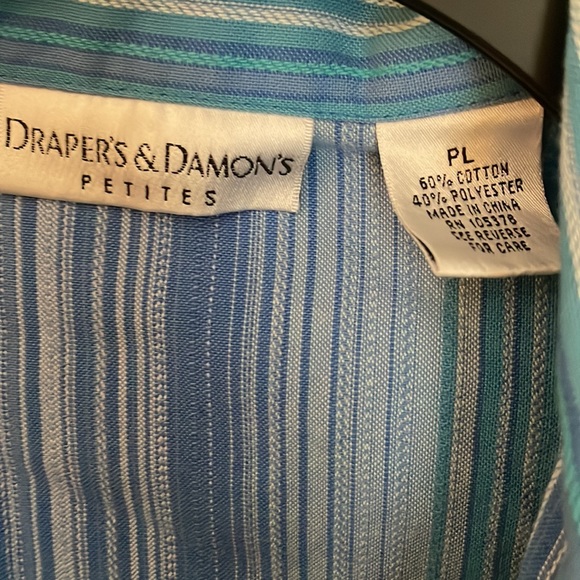 DRAPER'S & DAMON'S
PETITES
PL
60% COTTON
40% POLYESTER
MADE IN CHINA
RN 105378
SEE REVERSE
FOR CARE